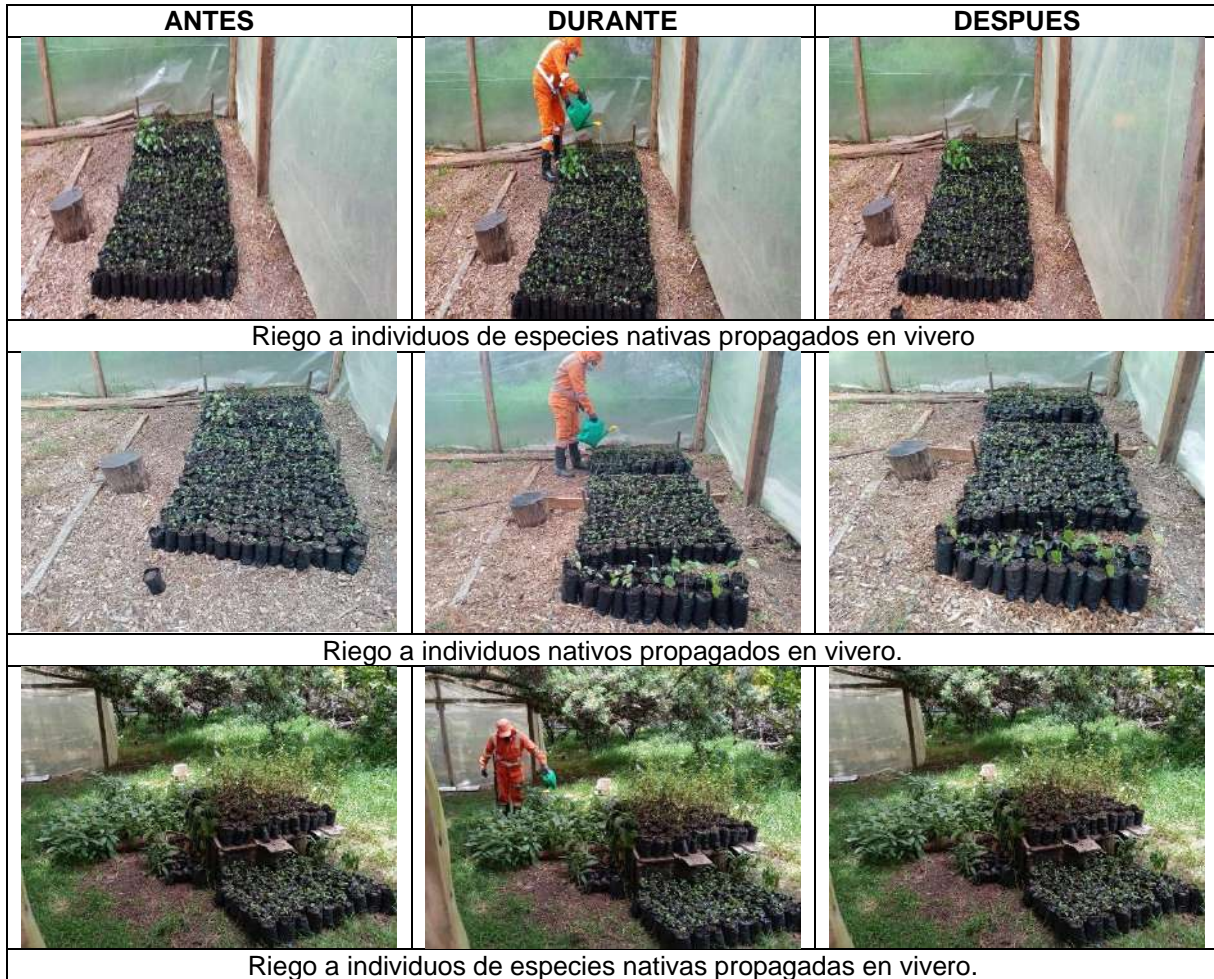 ANTES
DURANTE
DESPUES
Riego a individuos de especies nativas propagados en vivero
Riego a individuos nativos propagados en vivero.
Riego a individuos de especies nativas propagadas en vivero.